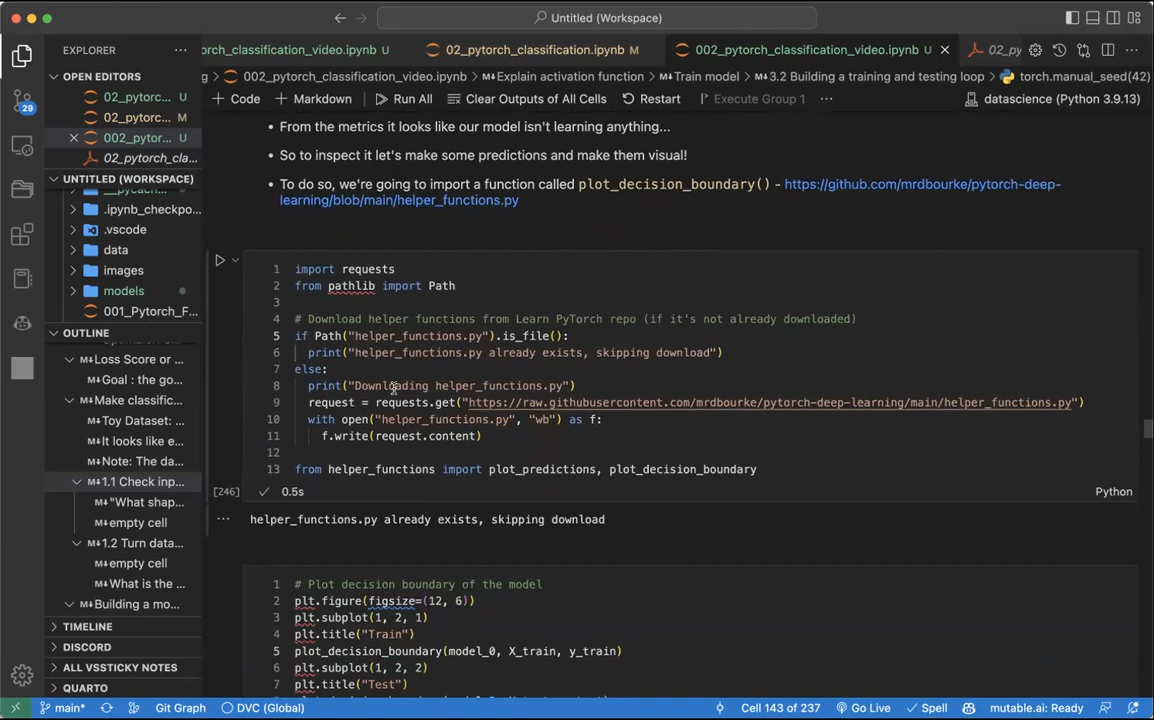 Untitled (Workspace)
EXPLORER
torch_classification_video.ipynb U
02_pytorch_classification.ipynb M
002_pytorch_classification_video.ipynb U
02_py
OPEN EDITORS
02_pytorc... U
02_pytorc... M
002_pytor... U
02_pytorch_cla...
UNTITLED (WORKSPACE)
.ipynb_checkpo...
.vscode
data
images
models
001_Pytorch_F...
OUTLINE
Loss Score or ...
Goal : the go...
Make classific...
Toy Dataset: ...
It looks like e...
Note: The da...
1.1 Check inp...
"What shap...
empty cell
1.2 Turn data...
empty cell
What is the ...
Building a mo...
TIMELINE
DISCORD
ALL VSSTICKY NOTES
QUARTO
29
002_pytorch_classification_video.ipynb > Explain activation function > Train model > 3.2 Building a training and testing loop > torch.manual_seed(42)
+ Code + Markdown Run All Clear Outputs of All Cells Restart Execute Group 1 ... datascience (Python 3.9.13)
• From the metrics it looks like our model isn't learning anything...
• So to inspect it let's make some predictions and make them visual!
• To do so, we're going to import a function called plot_decision_boundary() - https://github.com/mrdbourke/pytorch-deep-
learning/blob/main/helper_functions.py
1 import requests
2 from pathlib import Path
3
4 # Download helper functions from Learn PyTorch repo (if it's not already downloaded)
5 if Path("helper_functions.py").is_file():
6 print("helper_functions.py already exists, skipping download")
7 else:
8 print("Downloading helper_functions.py")
9 request = requests.get("https://raw.githubusercontent.com/mrdbourke/pytorch-deep-learning/main/helper_functions.py")
10 with open("helper_functions.py", "wb") as f:
11 f.write(request.content)
12
13 from helper_functions import plot_predictions, plot_decision_boundary
[246] 0.5s Python
helper_functions.py already exists, skipping download
1 # Plot decision boundary of the model
2 plt.figure(figsize=(12, 6))
3 plt.subplot(1, 2, 1)
4 plt.title("Train")
5 plot_decision_boundary(model_0, X_train, y_train)
6 plt.subplot(1, 2, 2)
7 plt.title("Test")
main* Git Graph DVC (Global) Cell 143 of 237 Go Live Spell mutable.ai: Ready